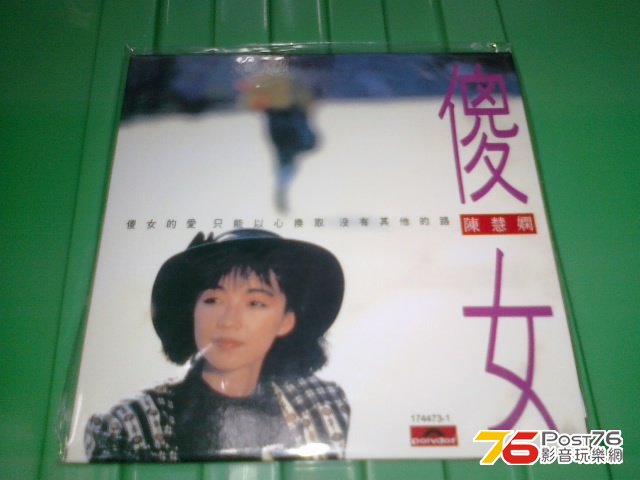 傻女
傻女的愛 只能以心換取 沒有其他的路
陳慧嫻
174473-1
polydor
76 Post76
影音玩樂網